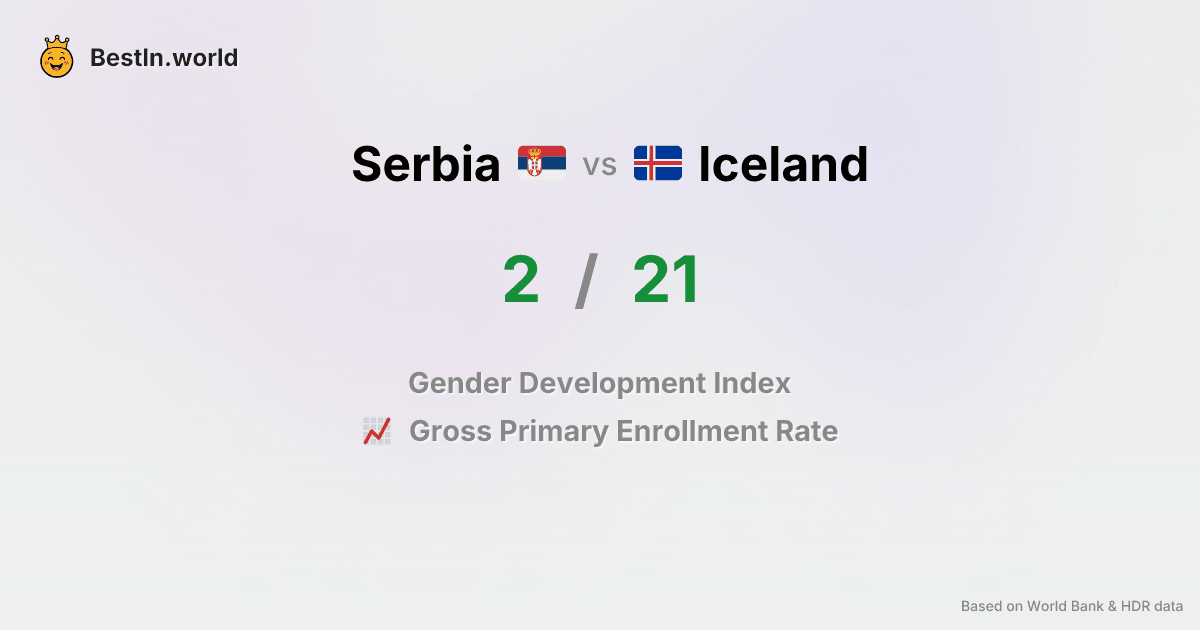 BestIn.world
Serbia vs Iceland
2 / 21
Gender Development Index
Gross Primary Enrollment Rate
Based on World Bank & HDR data